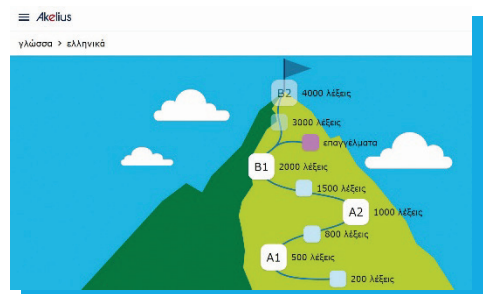 Akelius
γλώσσα > ελληνικά
B2 4000 λέξεις
3000 λέξεις
επαγγέλματα
B1 2000 λέξεις
1500 λέξεις
A2 1000 λέξεις
800 λέξεις
A1 500 λέξεις
200 λέξεις